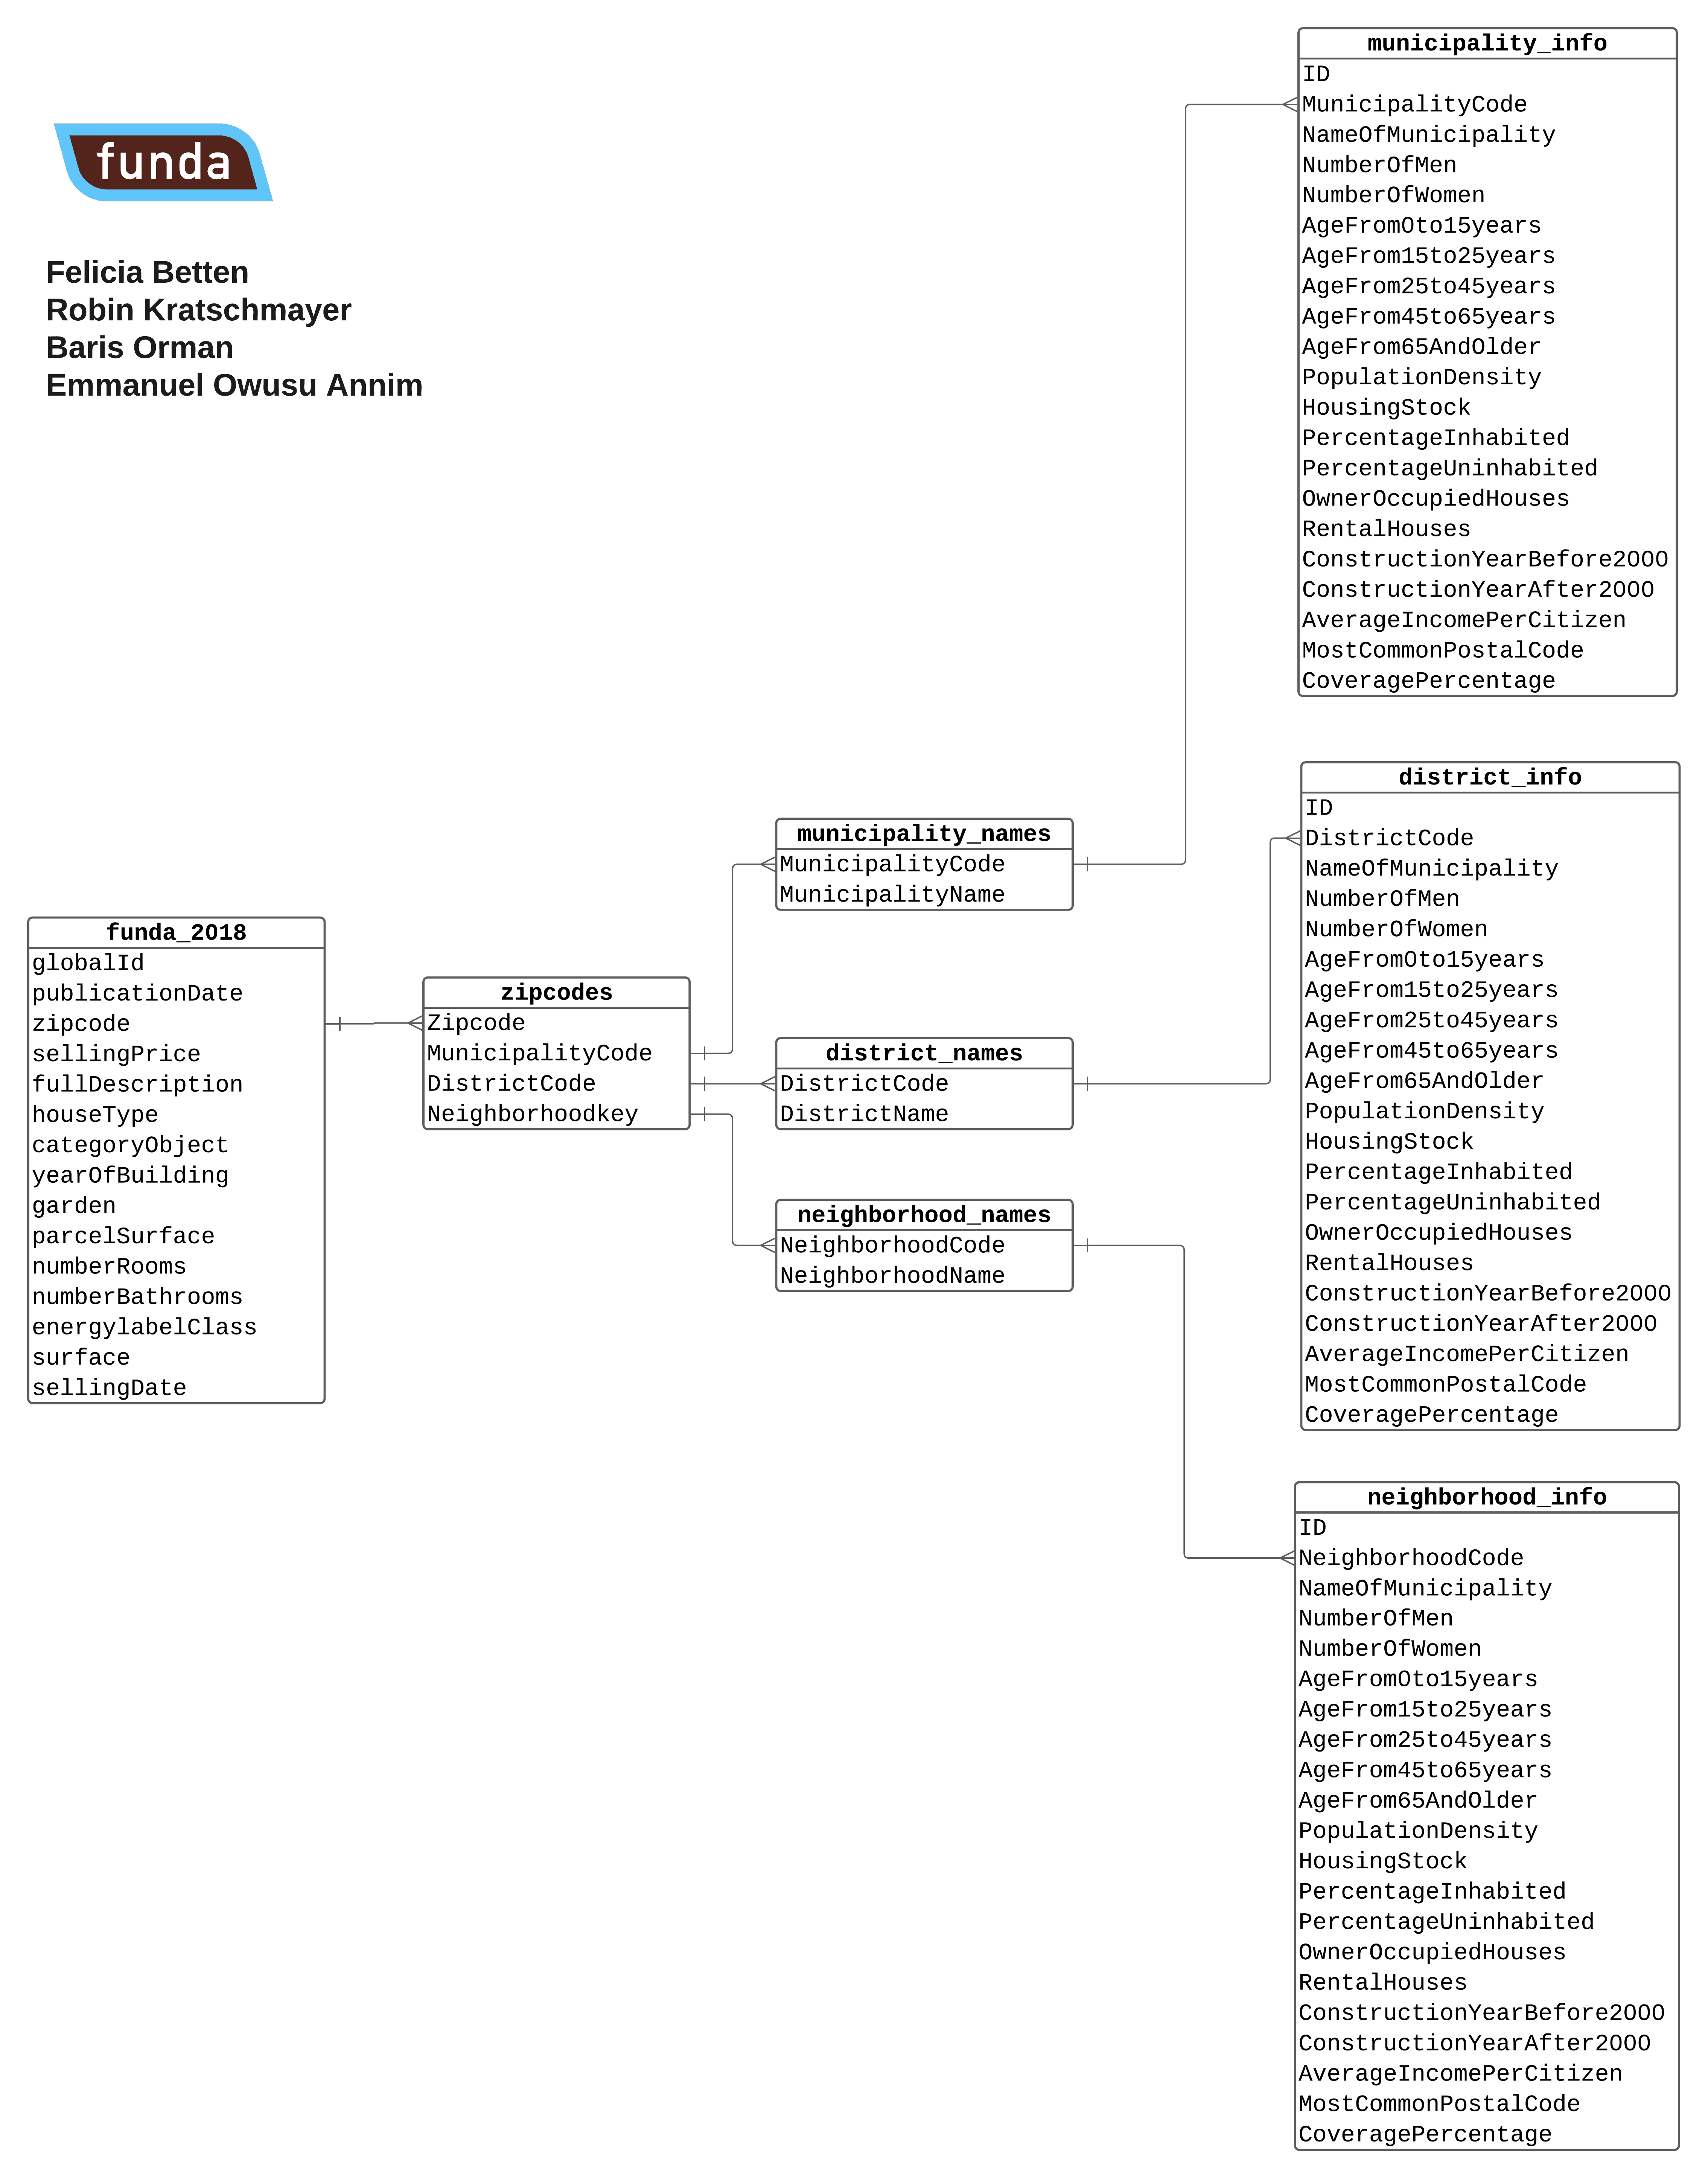 funda
Felicia Betten
Robin Kratschmayer
Baris Orman
Emmanuel Owusu Annim
funda_2018
globalId
publicationDate
zipcode
sellingPrice
fullDescription
houseType
categoryObject
yearOfBuilding
garden
parcelSurface
numberRooms
numberBathrooms
energylabelClass
surface
sellingDate
zipcodes
Zipcode
MunicipalityCode
DistrictCode
Neighborhoodkey
municipality_names
MunicipalityCode
MunicipalityName
district_names
DistrictCode
DistrictName
neighborhood_names
NeighborhoodCode
NeighborhoodName
municipality_info
ID
MunicipalityCode
NameOfMunicipality
NumberOfMen
NumberOfWomen
AgeFrom0to15years
AgeFrom15to25years
AgeFrom25to45years
AgeFrom45to65years
AgeFrom65AndOlder
PopulationDensity
HousingStock
PercentageInhabited
PercentageUninhabited
OwnerOccupiedHouses
RentalHouses
ConstructionYearBefore2000
ConstructionYearAfter2000
AverageIncomePerCitizen
MostCommonPostalCode
CoveragePercentage
district_info
ID
DistrictCode
NameOfMunicipality
NumberOfMen
NumberOfWomen
AgeFrom0to15years
AgeFrom15to25years
AgeFrom25to45years
AgeFrom45to65years
AgeFrom65AndOlder
PopulationDensity
HousingStock
PercentageInhabited
PercentageUninhabited
OwnerOccupiedHouses
RentalHouses
ConstructionYearBefore2000
ConstructionYearAfter2000
AverageIncomePerCitizen
MostCommonPostalCode
CoveragePercentage
neighborhood_info
ID
NeighborhoodCode
NameOfMunicipality
NumberOfMen
NumberOfWomen
AgeFrom0to15years
AgeFrom15to25years
AgeFrom25to45years
AgeFrom45to65years
AgeFrom65AndOlder
PopulationDensity
HousingStock
PercentageInhabited
PercentageUninhabited
OwnerOccupiedHouses
RentalHouses
ConstructionYearBefore2000
ConstructionYearAfter2000
AverageIncomePerCitizen
MostCommonPostalCode
CoveragePercentage